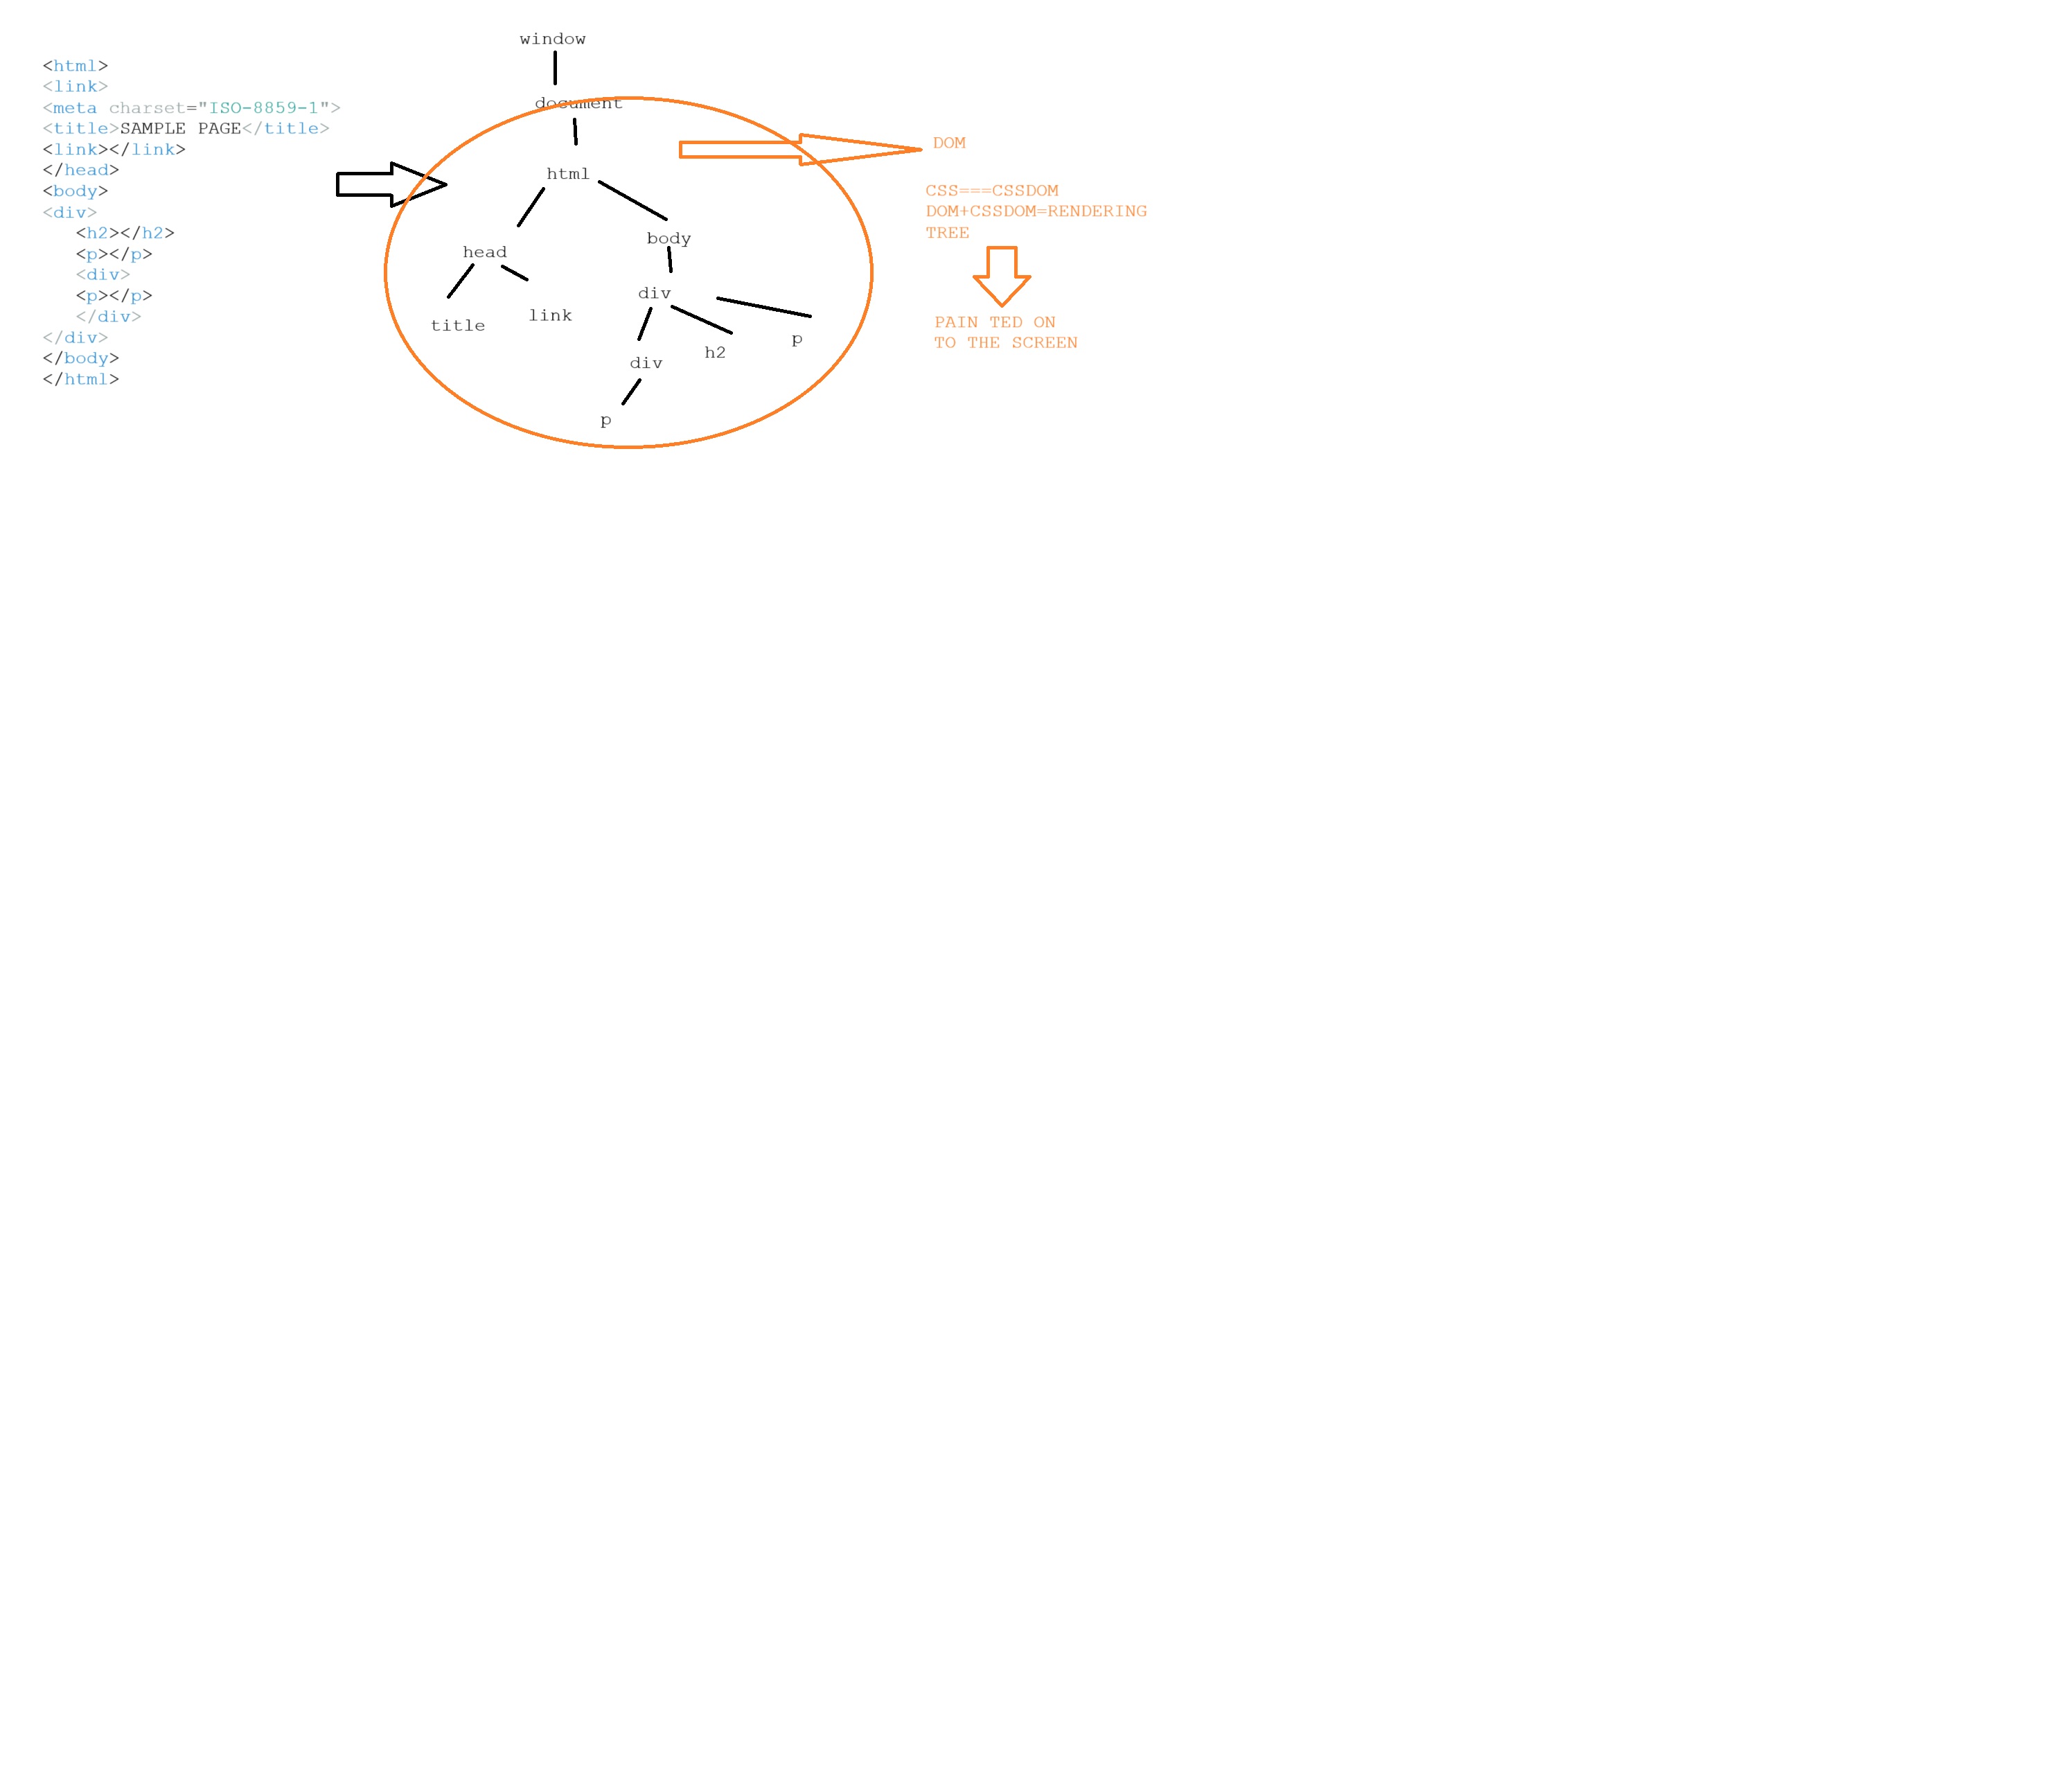 <html>
<link>
<meta charset="ISO-8859-1">
<title>SAMPLE PAGE</title>
<link></link>
</head>
<body>
<div>
<h2></h2>
<p></p>
<div>
<p></p>
</div>
</div>
</body>
</html>
window
document
html
head
body
title
link
div
div
h2
p
p
DOM
CSS===CSSDOM
DOM+CSSDOM=RENDERING
TREE
PAIN TED ON
TO THE SCREEN